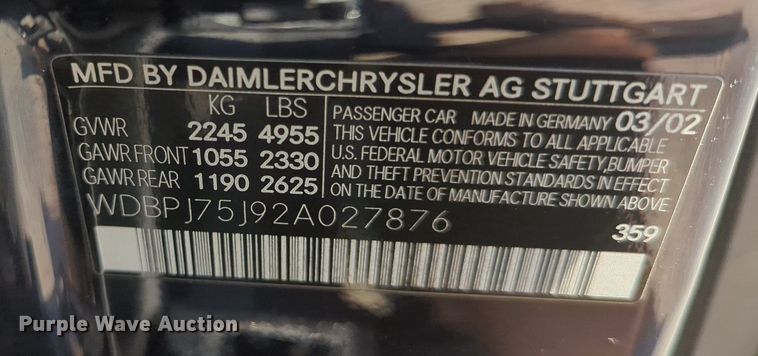 MFD BY DAIMLERCHRYSLER AG STUTTGART
KG LBS
GVWR 2245 4955
GAWR FRONT 1055 2330
GAWR REAR 1190 2625
PASSENGER CAR MADE IN GERMANY 03/02
THIS VEHICLE CONFORMS TO ALL APPLICABLE
U.S. FEDERAL MOTOR VEHICLE SAFETY, BUMPER
AND THEFT PREVENTION STANDARDS IN EFFECT
ON THE DATE OF MANUFACTURE SHOWN ABOVE
WDBPJ75J92A027876
359
Purple Wave Auction